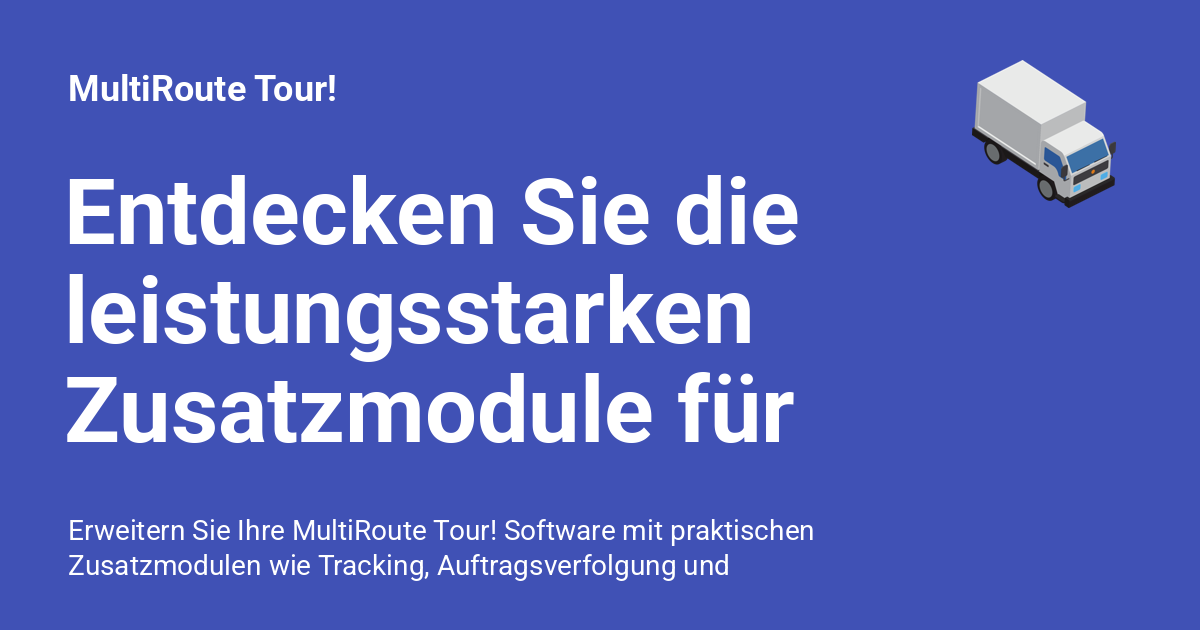 MultiRoute Tour!
Entdecken Sie die
leistungsstarken
Zusatzmodule für
Erweitern Sie Ihre MultiRoute Tour! Software mit praktischen
Zusatzmodulen wie Tracking, Auftragsverfolgung und